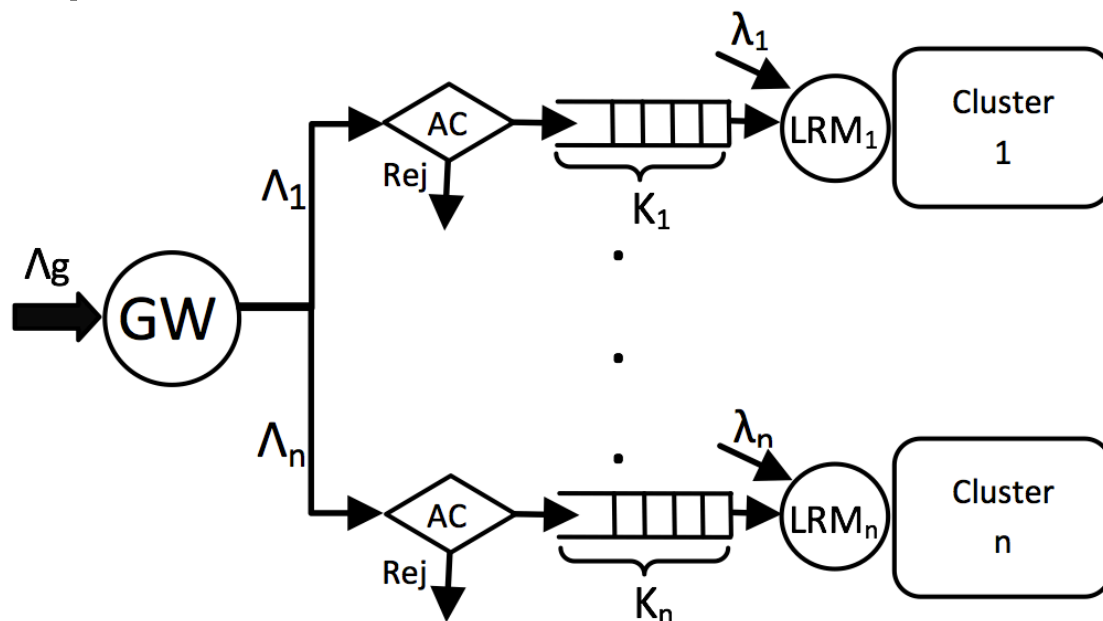 λ₁
Cluster
1
AC
LRM₁
Rej
Λ₁
K₁
Λg
GW
λₙ
Λₙ
Cluster
n
AC
LRMₙ
Rej
Kₙ